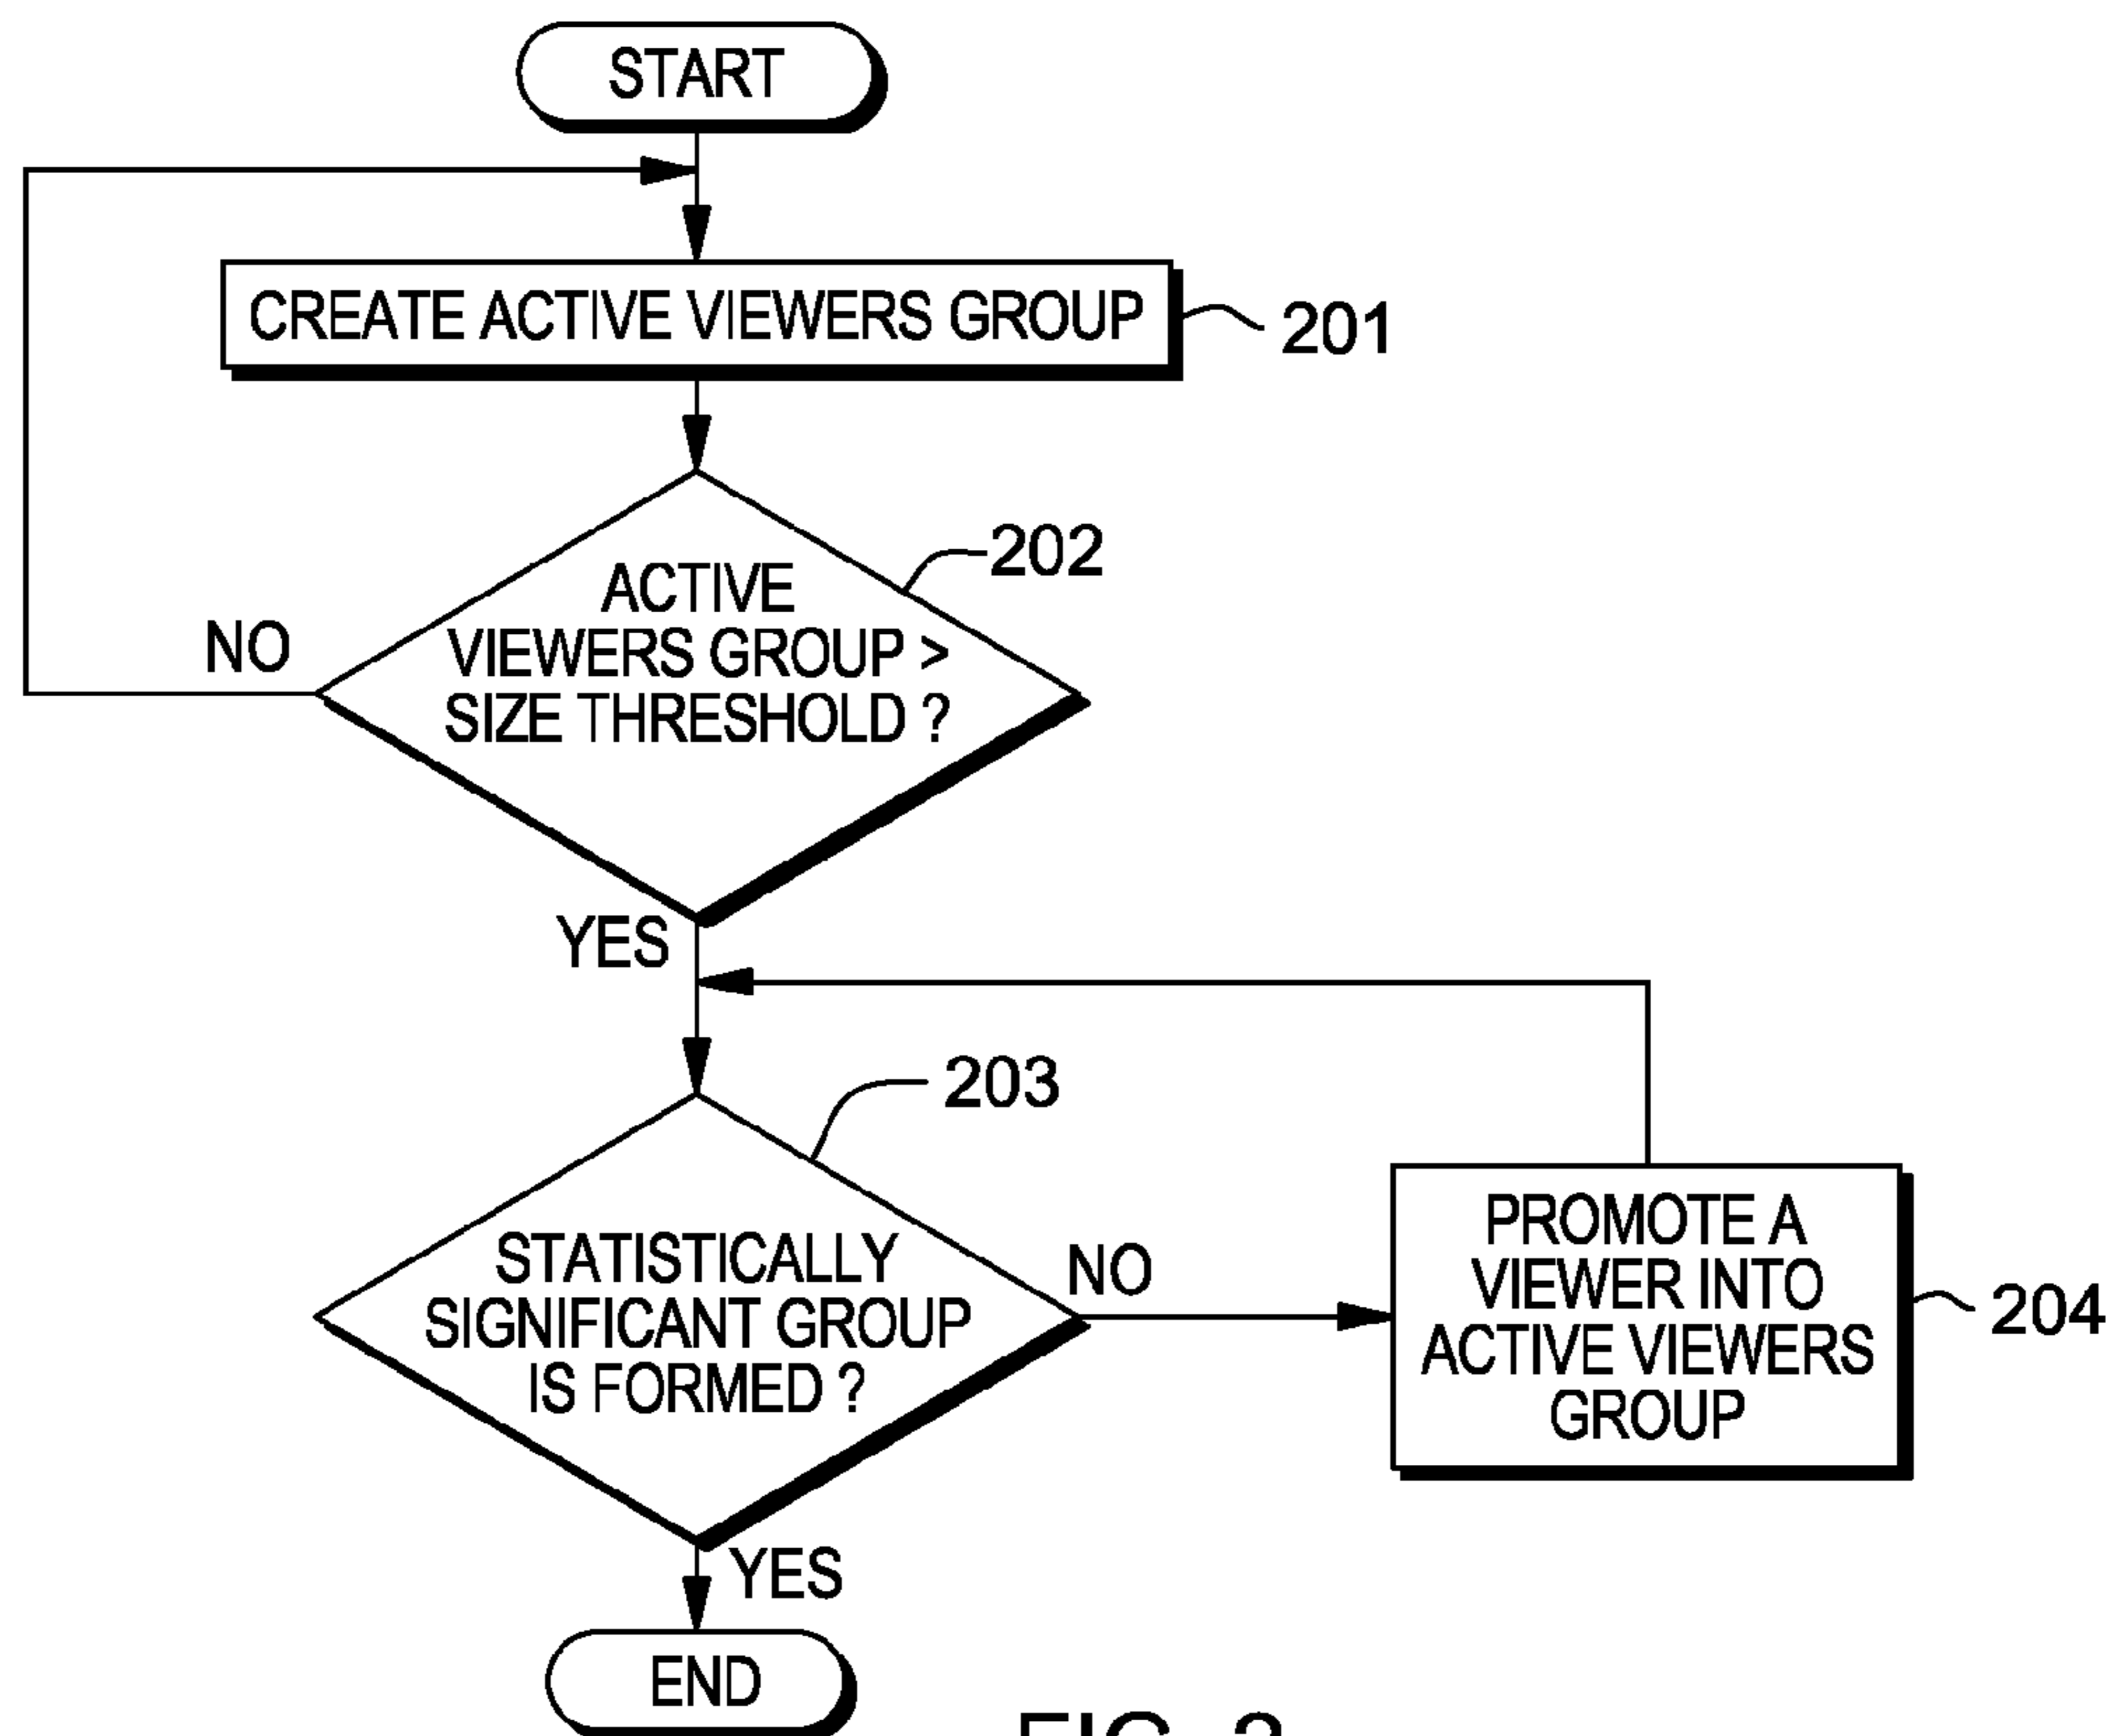 START
CREATE ACTIVE VIEWERS GROUP
201
202
ACTIVE
VIEWERS GROUP >
SIZE THRESHOLD ?
NO
YES
203
STATISTICALLY
SIGNIFICANT GROUP
IS FORMED ?
NO
PROMOTE A
VIEWER INTO
ACTIVE VIEWERS
GROUP
204
YES
END